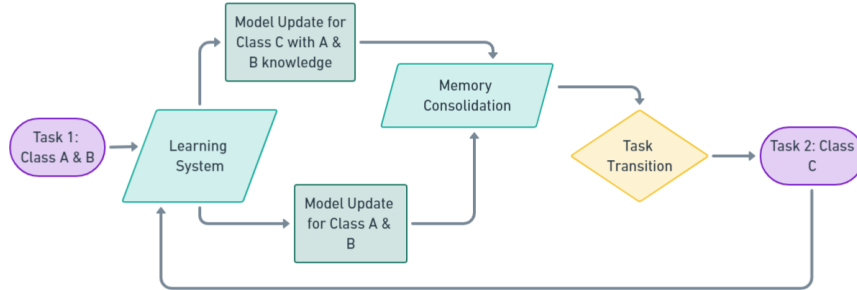 Model Update for
Class C with A &
B knowledge
Memory
Consolidation
Task 1:
Class A & B
Learning
System
Task
Transition
Task 2: Class
C
Model Update
for Class A &
B